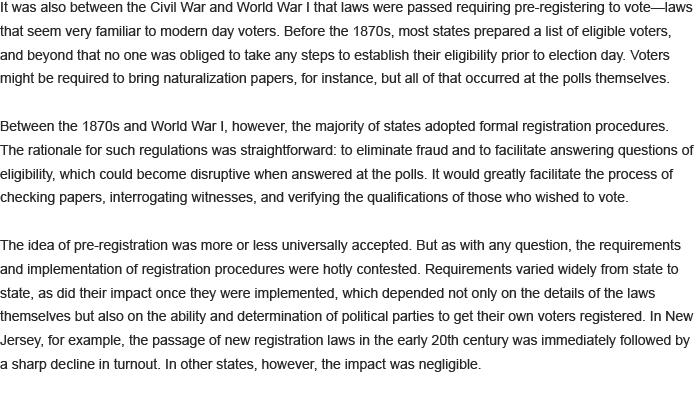 It was also between the Civil War and World War I that laws were passed requiring pre-registering to vote—laws
that seem very familiar to modern day voters. Before the 1870s, most states prepared a list of eligible voters,
and beyond that no one was obliged to take any steps to establish their eligibility prior to election day. Voters
might be required to bring naturalization papers, for instance, but all of that occurred at the polls themselves.
Between the 1870s and World War I, however, the majority of states adopted formal registration procedures.
The rationale for such regulations was straightforward: to eliminate fraud and to facilitate answering questions of
eligibility, which could become disruptive when answered at the polls. It would greatly facilitate the process of
checking papers, interrogating witnesses, and verifying the qualifications of those who wished to vote.
The idea of pre-registration was more or less universally accepted. But as with any question, the requirements
and implementation of registration procedures were hotly contested. Requirements varied widely from state to
state, as did their impact once they were implemented, which depended not only on the details of the laws
themselves but also on the ability and determination of political parties to get their own voters registered. In New
Jersey, for example, the passage of new registration laws in the early 20th century was immediately followed by
a sharp decline in turnout. In other states, however, the impact was negligible.